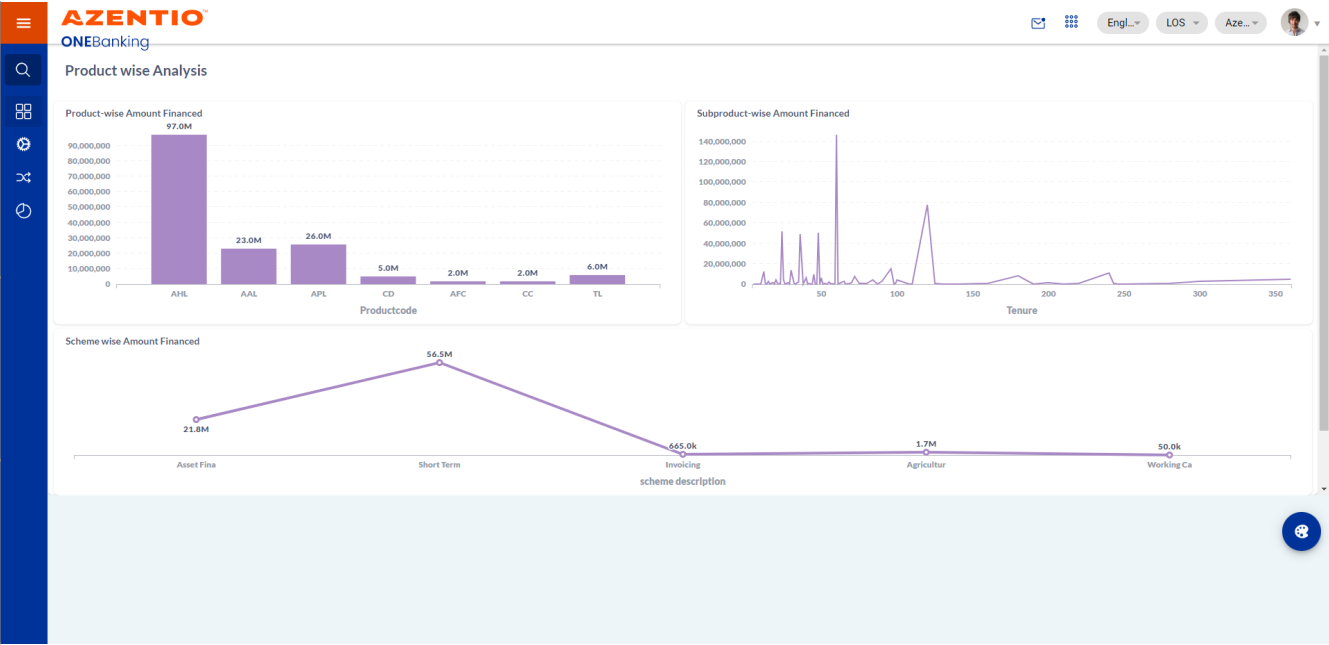 AZENTIO™
ONEBanking
Engl...
LOS
Aze...
Product wise Analysis
Product-wise Amount Financed
97.0M
90,000,000
80,000,000
70,000,000
60,000,000
50,000,000
40,000,000
30,000,000
20,000,000
10,000,000
0
23.0M
26.0M
5.0M
2.0M
2.0M
6.0M
AHL AAL APL CD AFC CC TL
Productcode
Subproduct-wise Amount Financed
140,000,000
120,000,000
100,000,000
80,000,000
60,000,000
40,000,000
20,000,000
0
50 100 150 200 250 300 350
Tenure
Scheme wise Amount Financed
56.5M
21.8M
665.0k
1.7M
50.0k
Asset Fina Short Term Invoicing Agricultur Working Ca
scheme description